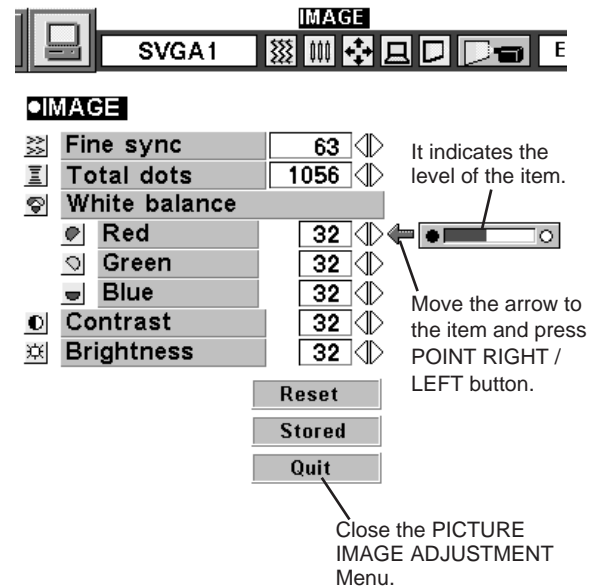 IMAGE
SVGA1
E
●IMAGE
Fine sync 63
Total dots 1056
White balance
Red 32
Green 32
Blue 32
Contrast 32
Brightness 32
It indicates the
level of the item.
Move the arrow to
the item and press
POINT RIGHT /
LEFT button.
Reset
Stored
Quit
Close the PICTURE
IMAGE ADJUSTMENT
Menu.